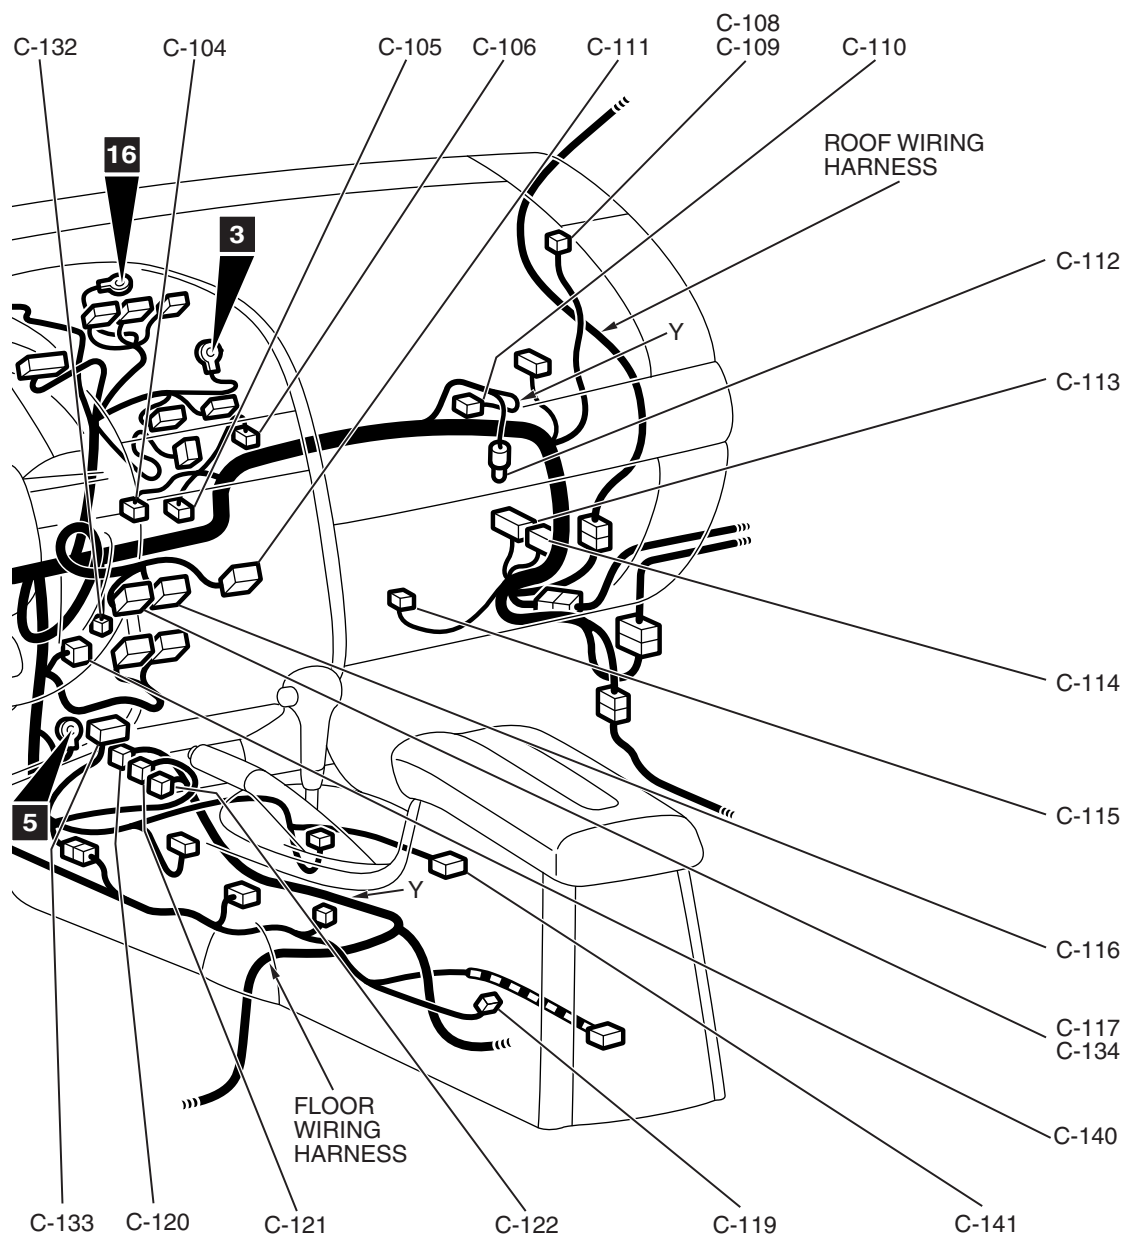 C-108
C-132
C-104
C-105
C-106
C-111
C-109
C-110
ROOF WIRING
HARNESS
16
3
C-112
Y
C-113
C-114
5
C-115
Y
C-116
C-117
C-134
FLOOR
WIRING
HARNESS
C-140
C-133
C-120
C-121
C-122
C-119
C-141